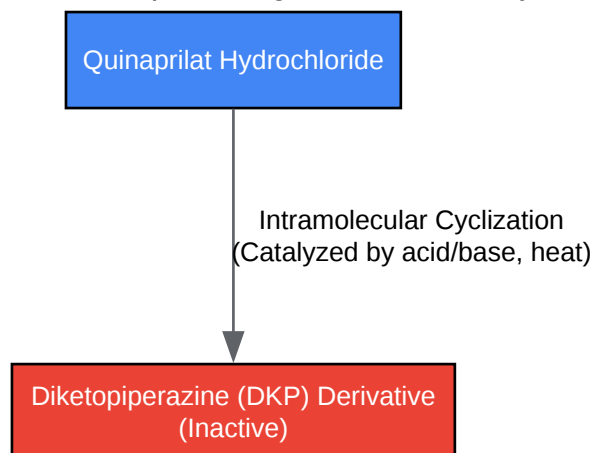 Quinaprilat Hydrochloride
Intramolecular Cyclization
(Catalyzed by acid/base, heat)
Diketopiperazine (DKP) Derivative
(Inactive)